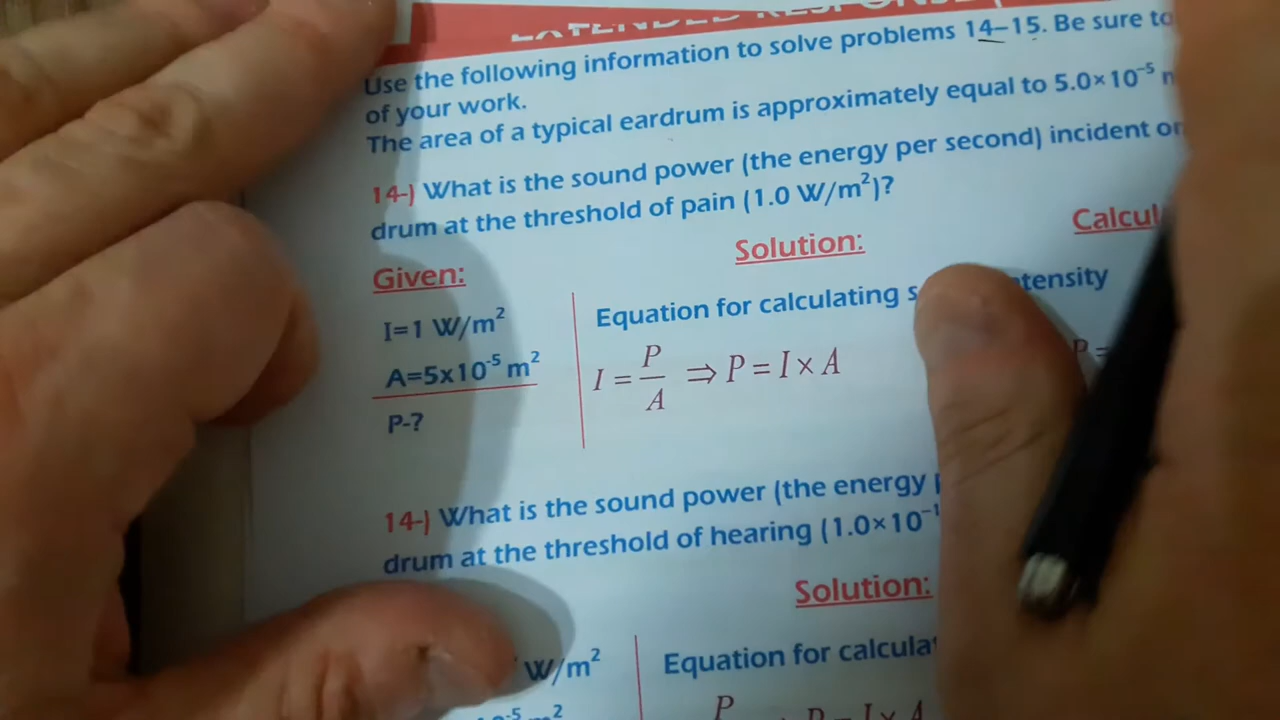 EXTENDED RESPONSE
Use the following information to solve problems 14–15. Be sure to
of your work.
The area of a typical eardrum is approximately equal to 5.0×10⁻⁵
14-) What is the sound power (the energy per second) incident on
drum at the threshold of pain (1.0 W/m²)?
Given:
Solution:
I=1 W/m²
A=5x10⁻⁵ m²
P-?
Equation for calculating
I = P/A ⇒ P = I × A
P =
14-) What is the sound power (the energy
drum at the threshold of hearing (1.0×10
Solution:
W/m²
Equation for
P
P = I × A